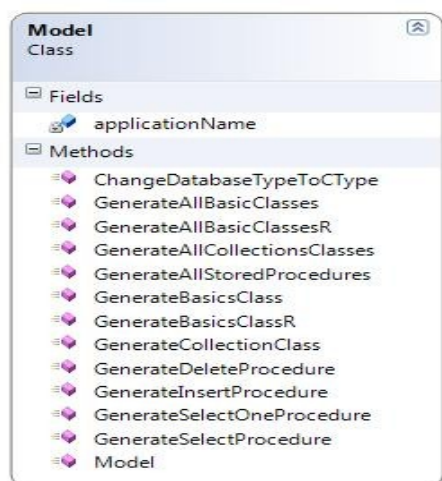 Model
Class
Fields
applicationName
Methods
ChangeDatabaseTypeToCType
GenerateAllBasicClasses
GenerateAllBasicClassesR
GenerateAllCollectionsClasses
GenerateAllStoredProcedures
GenerateBasicsClass
GenerateBasicsClassR
GenerateCollectionClass
GenerateDeleteProcedure
GenerateInsertProcedure
GenerateSelectOneProcedure
GenerateSelectProcedure
Model